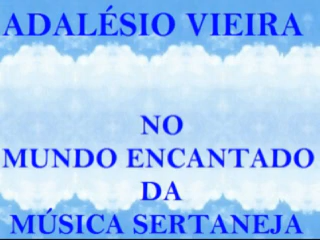 ADALÉSIO VIEIRA
NO
MUNDO ENCANTADO
DA
MÚSICA SERTANEJA